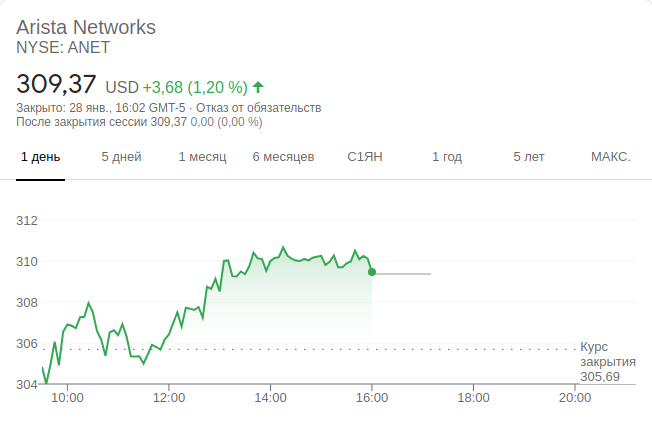 Arista Networks
NYSE: ANET
309,37 USD +3,68 (1,20 %)
Закрыто: 28 янв., 16:02 GMT-5 · Отказ от обязательств
После закрытия сессии 309,37 0,00 (0,00 %)
1 день 5 дней 1 месяц 6 месяцев С1ЯН 1 год 5 лет МАКС.
312
310
308
306
Курс
закрытия
305,69
304
10:00 12:00 14:00 16:00 18:00 20:00